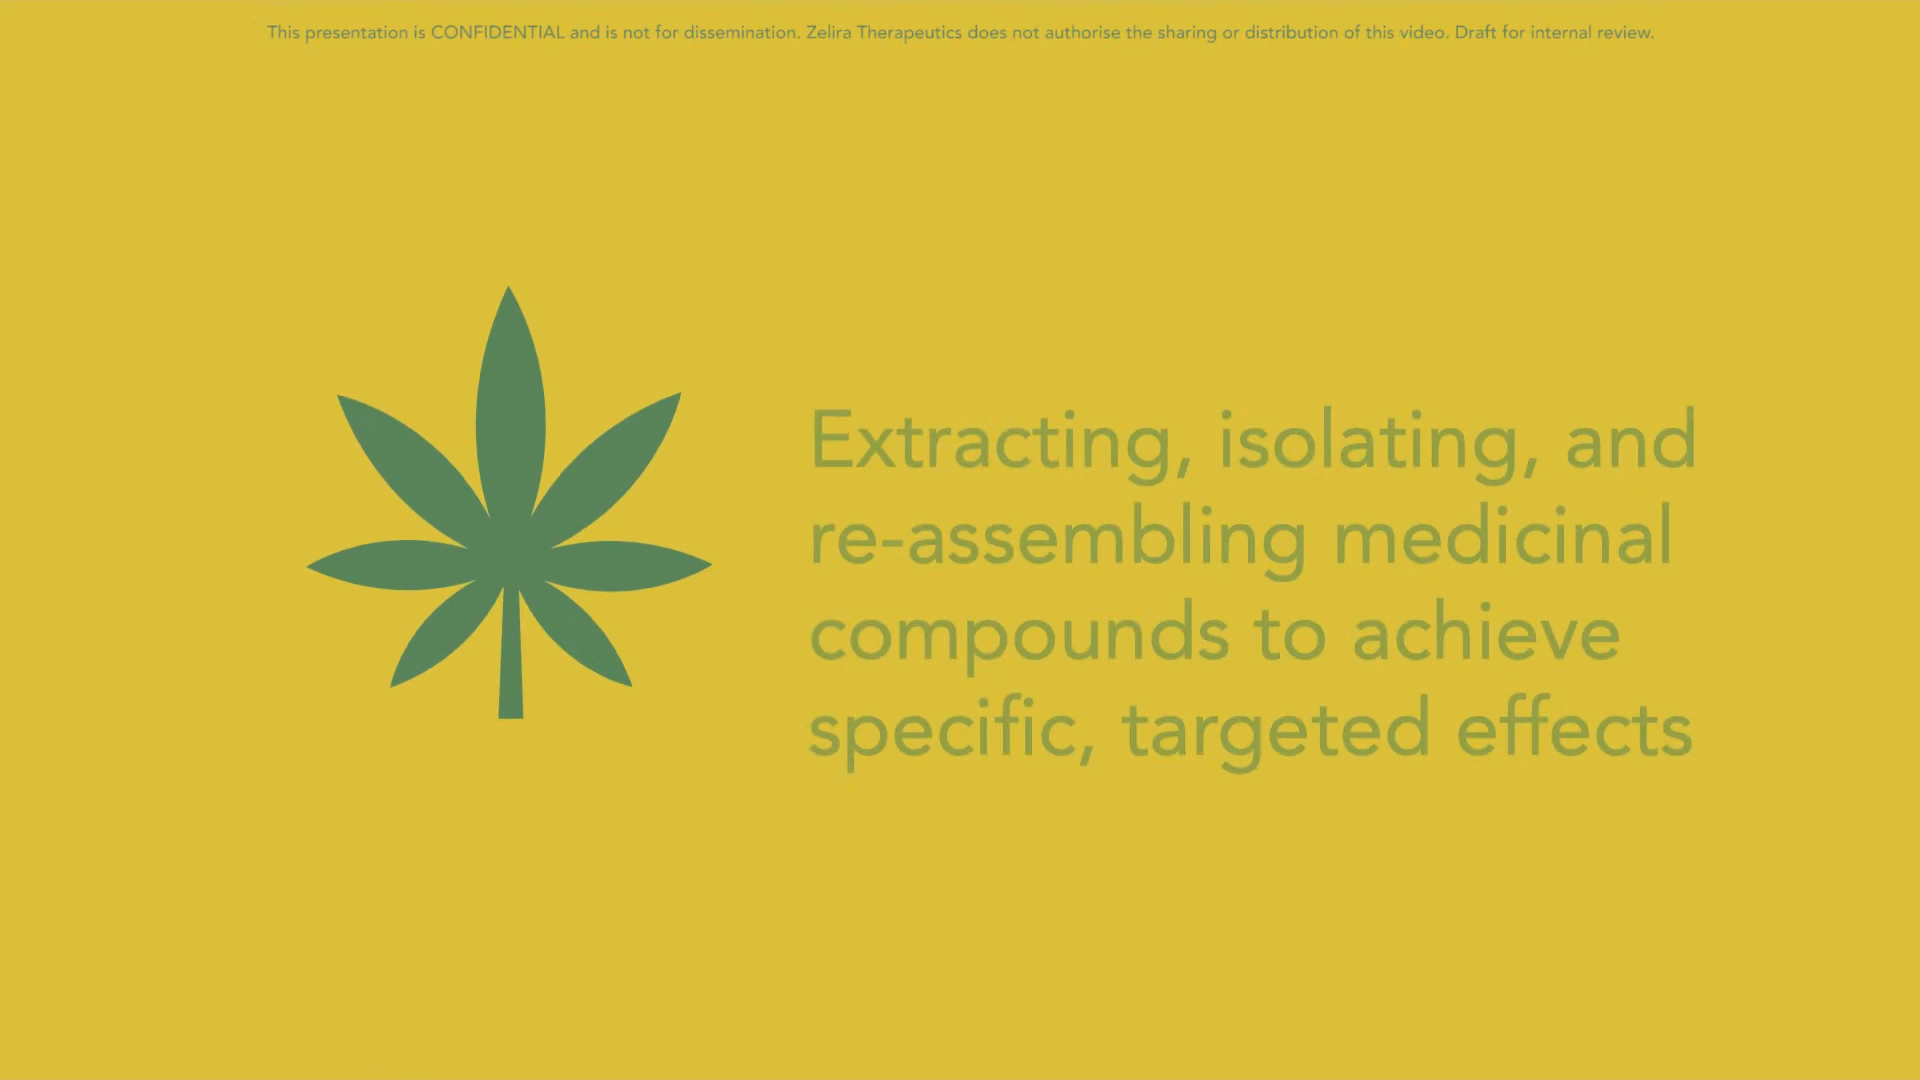 This presentation is CONFIDENTIAL and is not for dissemination. Zelira Therapeutics does not authorise the sharing or distribution of this video. Draft for internal review.
Extracting, isolating, and
re-assembling medicinal
compounds to achieve
specific, targeted effects